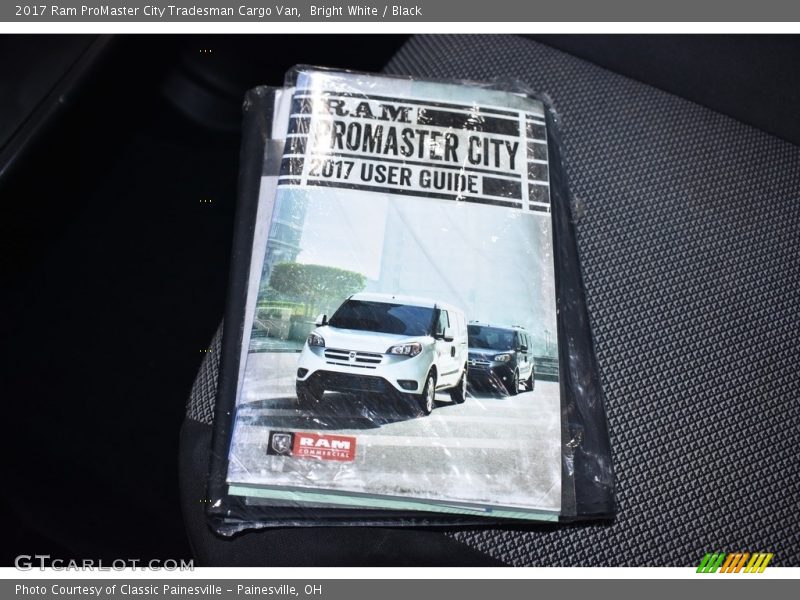 2017 Ram ProMaster City Tradesman Cargo Van,  Bright White / Black
RAM
PROMASTER CITY
2017 USER GUIDE
RAM
COMMERCIAL
GTCARLOT.COM
Photo Courtesy of Classic Painesville - Painesville, OH